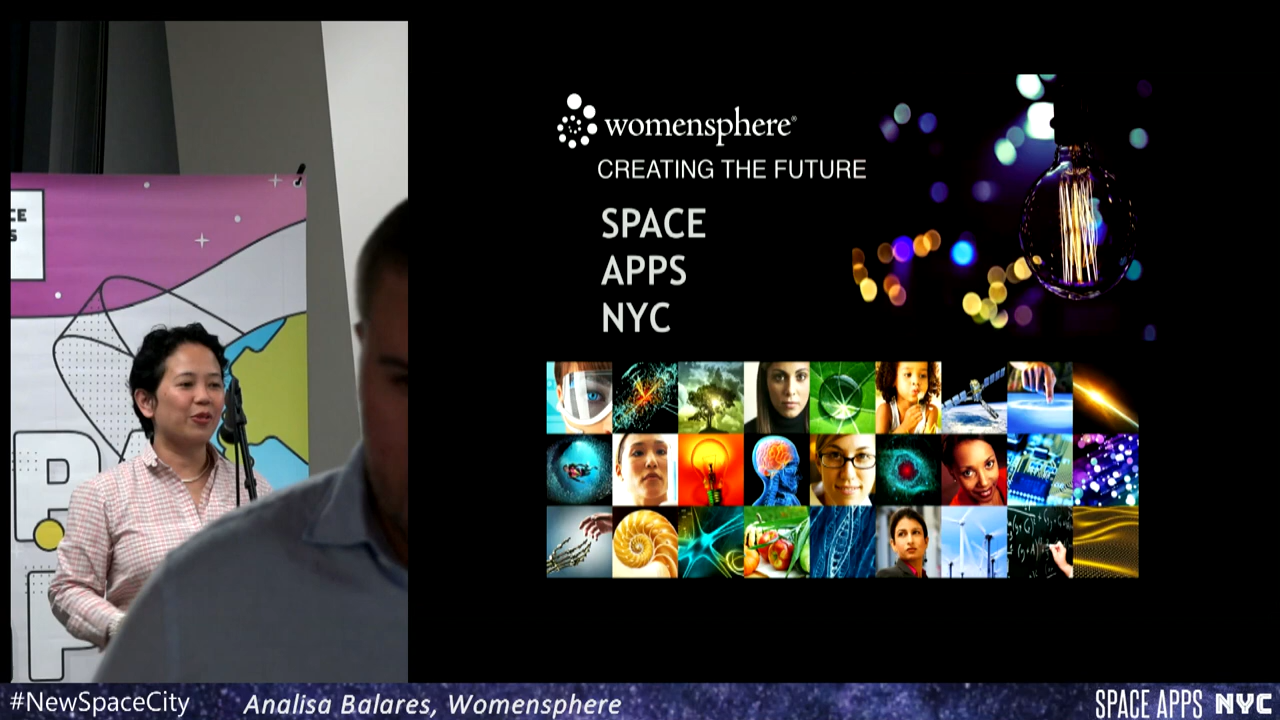 womensphere®
CREATING THE FUTURE
SPACE
APPS
NYC
#NewSpaceCity
Analisa Balares, Womensphere
SPACE APPS NYC